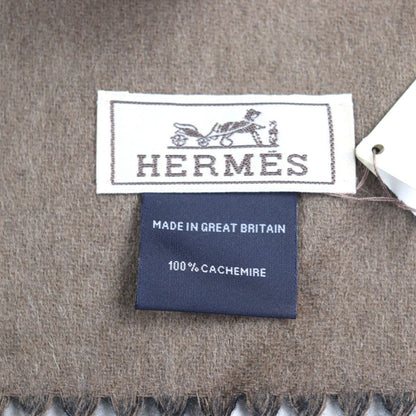 HERMÈS
MADE IN GREAT BRITAIN
100% CACHEMIRE